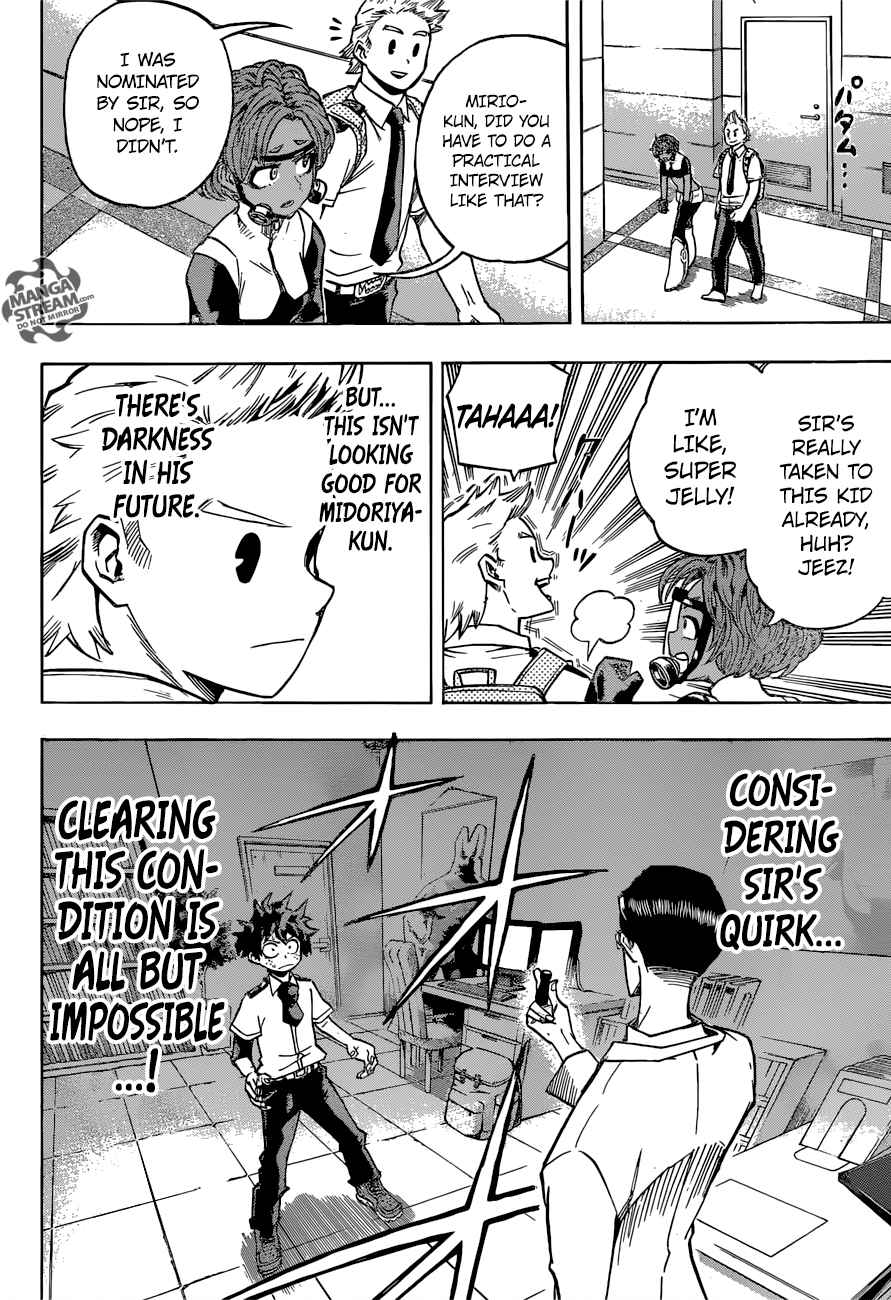 パタム…
MIRIO-
KUN, DID YOU
HAVE TO DO
A
PRACTICAL
INTERVIEW
LIKE THAT?
I WAS
NOMINATED
BY SIR, SO
NOPE, I
DIDN'T.
MANGA
STREAM.com
DO NOT MIRROR
SIR'S
REALLY
TAKEN TO
THIS KID
ALREADY,
HUH?
JEEZ!
I'M
LIKE,
SUPER
JELLY!
TAHAAA!
BUT...
THIS ISN'T
LOOKING
GOOD FOR
MIDORIYA-
KUN.
THERE'S
DARKNESS
IN HIS
FUTURE.
CONSI-
DERING
SIR'S
QUIRK...
CLEARING
THIS CON-
DITION IS
ALL BUT
IMPOSSIBLE
...!